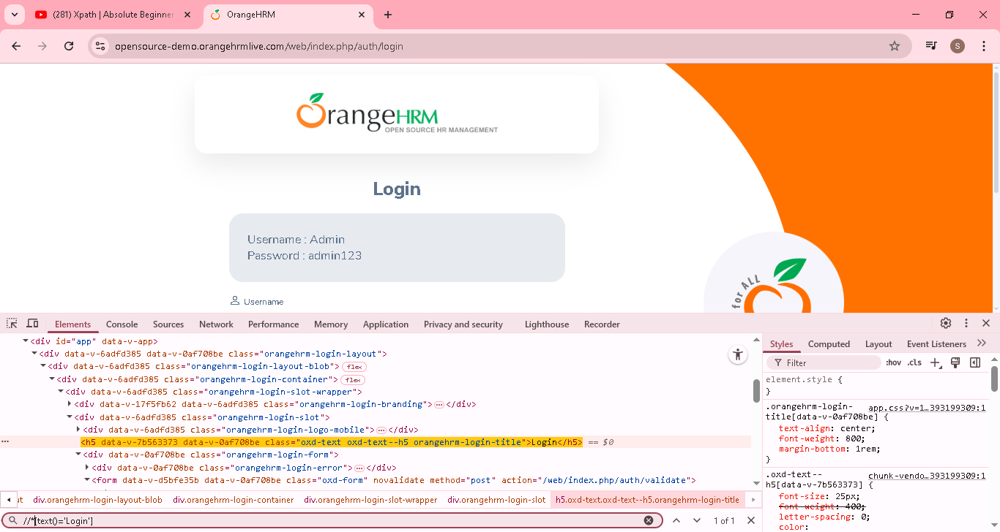 (281) Xpath | Absolute Beginner
OrangeHRM
opensource-demo.orangehrmlive.com/web/index.php/auth/login
S
OrangeHRM
OPEN SOURCE HR MANAGEMENT
Login
Username : Admin
Password : admin123
Username
for ALL
Elements Console Sources Network Performance Memory Application Privacy and security Lighthouse Recorder
<div id="app" data-v-app>
<div data-v-6adfd385 data-v-0af708be class="orangehrm-login-layout">
<div data-v-6adfd385 class="orangehrm-login-layout-blob"> flex
<div data-v-6adfd385 class="orangehrm-login-container"> flex
<div data-v-6adfd385 class="orangehrm-login-slot-wrapper">
<div data-v-17f5fb62 data-v-6adfd385 class="orangehrm-login-branding">…</div>
<div data-v-6adfd385 class="orangehrm-login-slot">
<div data-v-6adfd385 class="orangehrm-login-logo-mobile">…</div>
<h5 data-v-7b563373 data-v-0af708be class="oxd-text oxd-text--h5 orangehrm-login-title">Login</h5> == $0
<div data-v-0af708be class="orangehrm-login-form">
<div data-v-0af708be class="orangehrm-login-error">…</div>
<form data-v-d5bfe35b data-v-0af708be class="oxd-form" novalidate method="post" action="/web/index.php/auth/validate">
ut div.orangehrm-login-layout-blob div.orangehrm-login-container div.orangehrm-login-slot-wrapper div.orangehrm-login-slot h5.oxd-text.oxd-text--h5.orangehrm-login-title
//*[text()='Login']
1 of 1
Styles Computed Layout Event Listeners
Filter :hov .cls
element.style {
}
.orangehrm-login- app.css?v=1…393199309:1
title[data-v-0af708be] {
text-align: center;
font-weight: 800;
margin-bottom: 1rem;
}
.oxd-text-- chunk-vendo…393199309:1
h5[data-v-7b563373] {
font-size: 25px;
font-weight: 400;
letter-spacing: 0;
color: